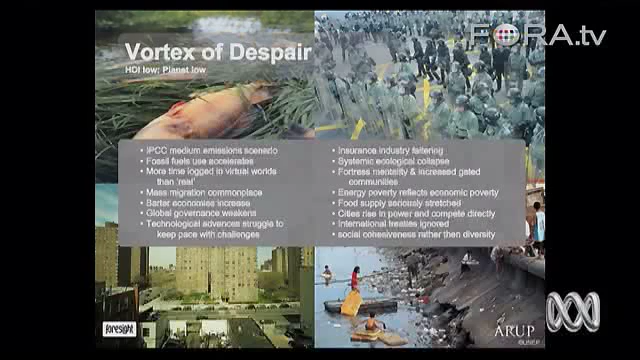 FORA.tv
Vortex of Despair
HDI low: Planet low
• IPCC medium emissions scenario
• Fossil fuels use accelerates
• More time logged in virtual worlds
than 'real'
• Mass migration commonplace
• Barter economies increase
• Global governance weakens
• Technological advances struggle to
keep pace with challenges
• Insurance industry faltering
• Systemic ecological collapse
• Fortress mentality & increased gated
communities
• Energy poverty reflects economic poverty
• Food supply seriously stretched
• Cities rise in power and compete directly
• International treaties ignored
• social cohesiveness rather then diversity
foresight
ARUP
©UNEP